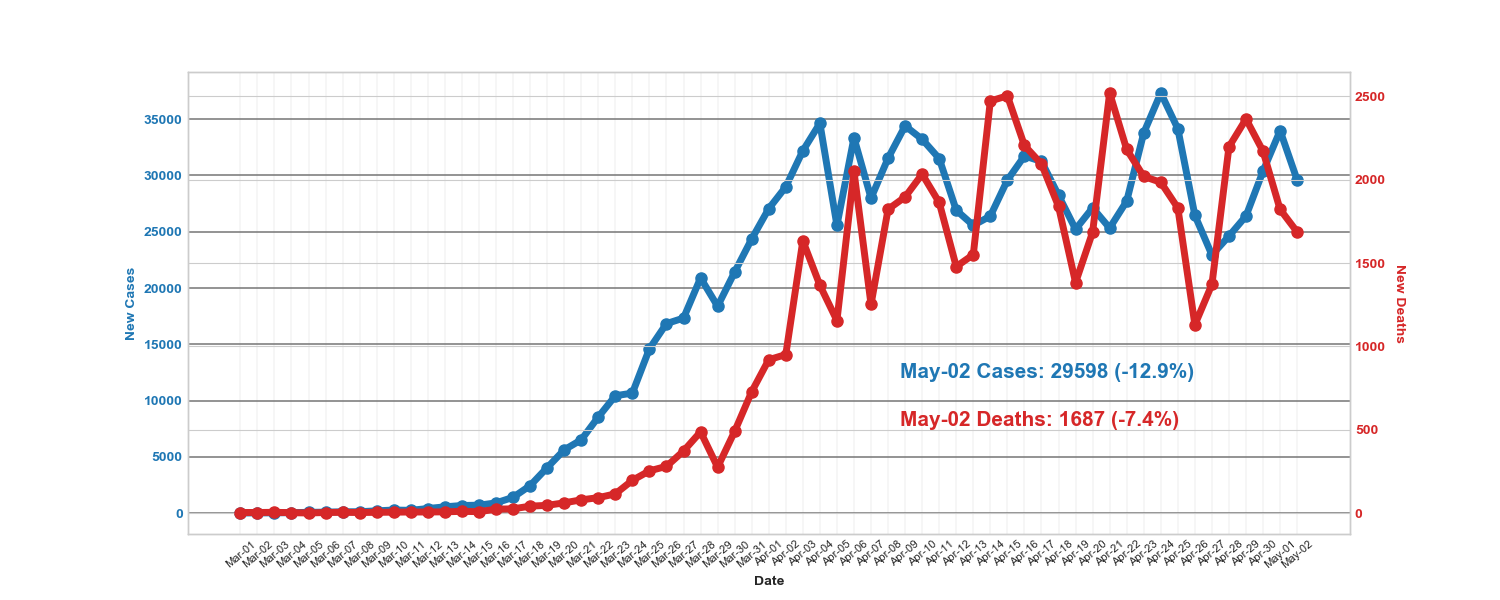 35000
30000
25000
20000
15000
10000
5000
0
New Cases
2500
2000
1500
1000
500
0
New Deaths
May-02 Cases: 29598 (-12.9%)
May-02 Deaths: 1687 (-7.4%)
Mar-01
Mar-02
Mar-03
Mar-04
Mar-05
Mar-06
Mar-07
Mar-08
Mar-09
Mar-10
Mar-11
Mar-12
Mar-13
Mar-14
Mar-15
Mar-16
Mar-17
Mar-18
Mar-19
Mar-20
Mar-21
Mar-22
Mar-23
Mar-24
Mar-25
Mar-26
Mar-27
Mar-28
Mar-29
Mar-30
Mar-31
Apr-01
Apr-02
Apr-03
Apr-04
Apr-05
Apr-06
Apr-07
Apr-08
Apr-09
Apr-10
Apr-11
Apr-12
Apr-13
Apr-14
Apr-15
Apr-16
Apr-17
Apr-18
Apr-19
Apr-20
Apr-21
Apr-22
Apr-23
Apr-24
Apr-25
Apr-26
Apr-27
Apr-28
Apr-29
Apr-30
May-01
May-02
Date